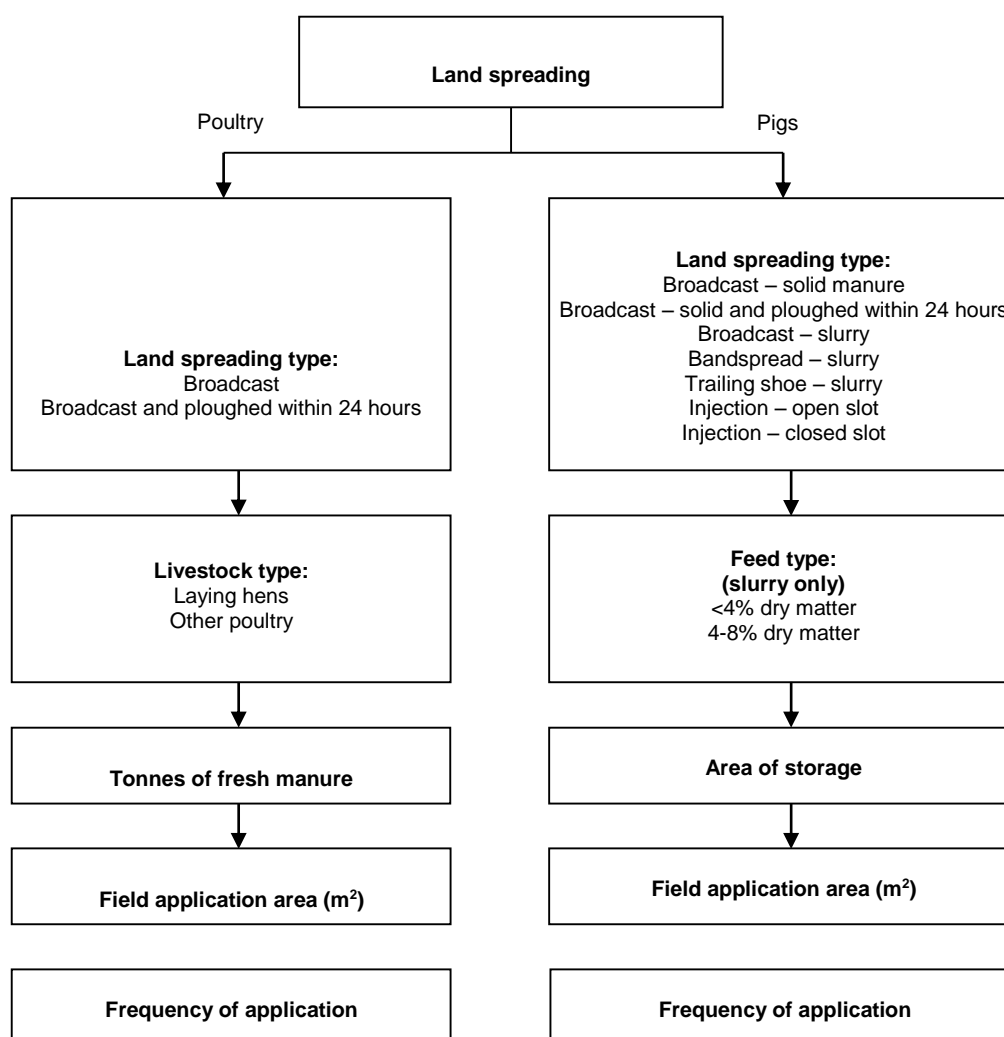 Land spreading
Poultry
Pigs
Land spreading type:
Broadcast
Broadcast and ploughed within 24 hours
Land spreading type:
Broadcast – solid manure
Broadcast – solid and ploughed within 24 hours
Broadcast – slurry
Bandspread – slurry
Trailing shoe – slurry
Injection – open slot
Injection – closed slot
Livestock type:
Laying hens
Other poultry
Feed type:
(slurry only)
<4% dry matter
4-8% dry matter
Tonnes of fresh manure
Area of storage
Field application area (m²)
Field application area (m²)
Frequency of application
Frequency of application